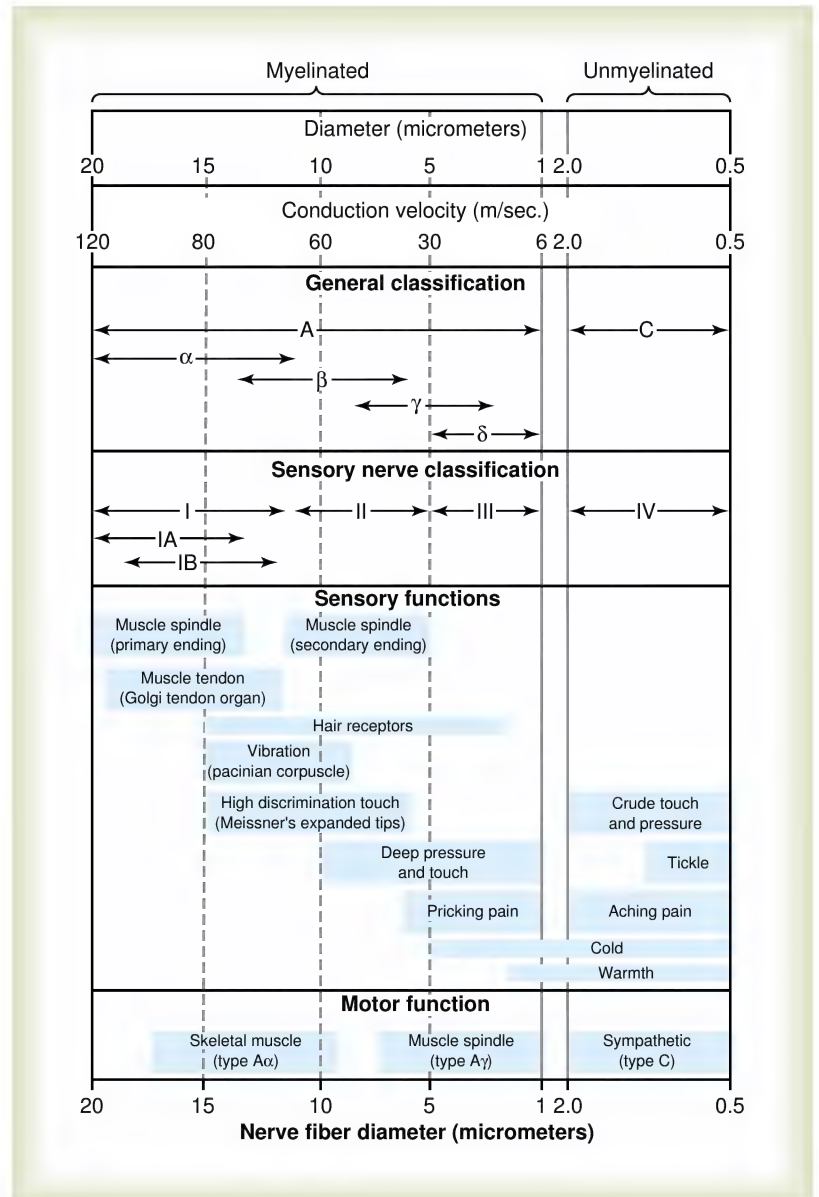 Myelinated Unmyelinated
Diameter (micrometers)
20 15 10 5 1 2.0 0.5
Conduction velocity (m/sec.)
120 80 60 30 6 2.0 0.5
General classification
A C
α
β
γ
δ
Sensory nerve classification
I II III IV
IA
IB
Sensory functions
Muscle spindle Muscle spindle
(primary ending) (secondary ending)
Muscle tendon
(Golgi tendon organ)
Hair receptors
Vibration
(pacinian corpuscle)
High discrimination touch Crude touch
(Meissner's expanded tips) and pressure
Deep pressure
and touch
Tickle
Pricking pain Aching pain
Cold
Warmth
Motor function
Skeletal muscle Muscle spindle Sympathetic
(type Aα) (type Aγ) (type C)
20 15 10 5 1 2.0 0.5
Nerve fiber diameter (micrometers)